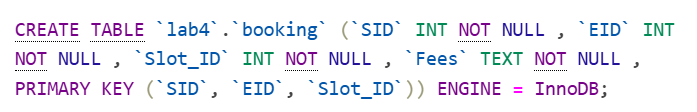 CREATE TABLE `lab4`.`booking` (`SID` INT NOT NULL , `EID` INT
NOT NULL , `Slot_ID` INT NOT NULL , `Fees` TEXT NOT NULL ,
PRIMARY KEY (`SID`, `EID`, `Slot_ID`)) ENGINE = InnoDB;